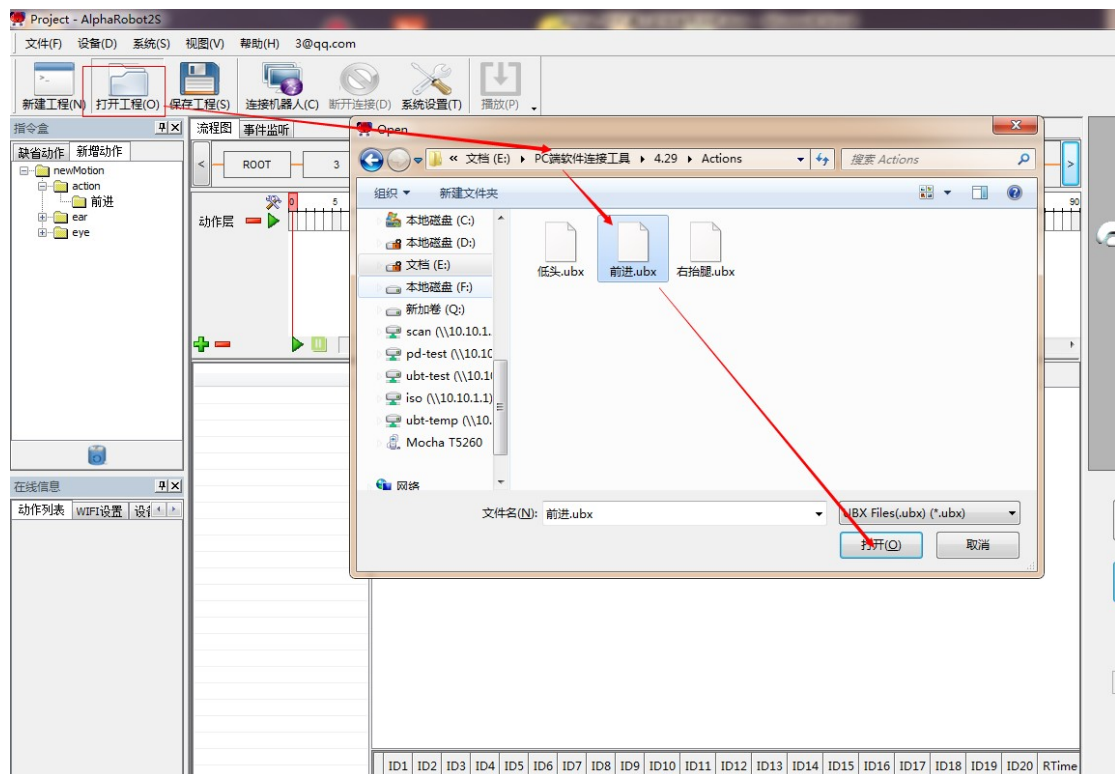 Project - AlphaRobot2S
文件(F) 设备(D) 系统(S) 视图(V) 帮助(H) 3@qq.com
新建工程(N) 打开工程(O) 保存工程(S) 连接机器人(C) 断开连接(D) 系统设置(T) 播放(P)
指令盒
流程图 事件监听
缺省动作 新增动作
newMotion
action
前进
ear
eye
< ROOT 3 >
动作层
0 5 90
Open
« 文档 (E:) PC端软件连接工具 4.29 Actions
搜索 Actions
组织 新建文件夹
本地磁盘 (C:)
本地磁盘 (D:)
文档 (E:)
本地磁盘 (F:)
新加卷 (Q:)
scan (\\10.10.1.
pd-test (\\10.10
ubt-test (\\10.10
iso (\\10.10.1.1)
ubt-temp (\\10.
Mocha T5260
网络
低头.ubx 前进.ubx 右抬腿.ubx
文件名(N): 前进.ubx
UBX Files(.ubx) (*.ubx)
打开(O) 取消
在线信息
动作列表 WIFI设置
ID1 ID2 ID3 ID4 ID5 ID6 ID7 ID8 ID9 ID10 ID11 ID12 ID13 ID14 ID15 ID16 ID17 ID18 ID19 ID20 RTime